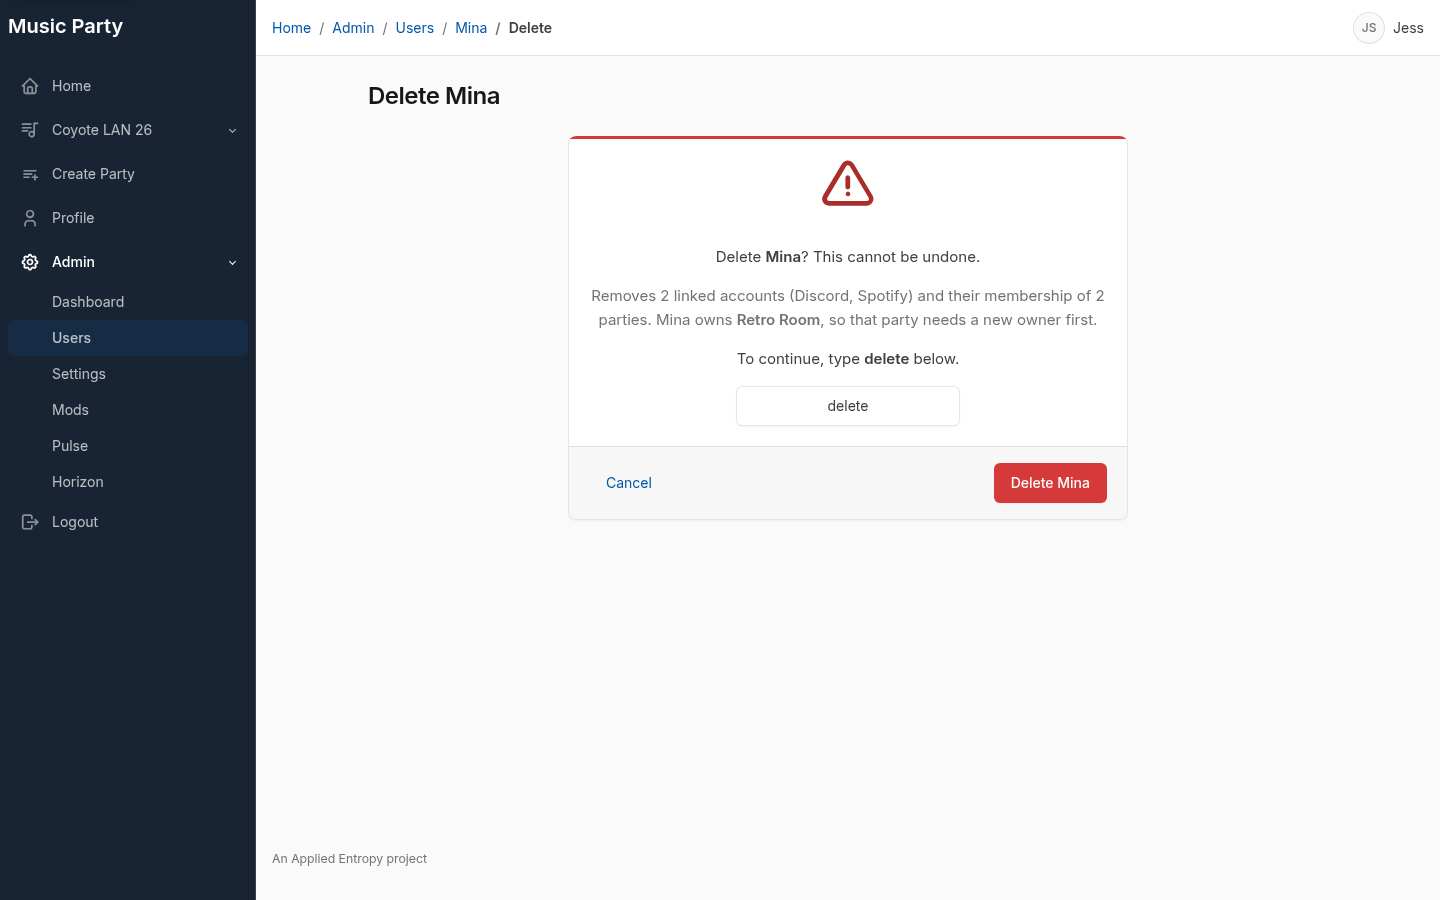 Music Party
Home / Admin / Users / Mina / Delete
JS Jess
Home
Coyote LAN 26
Create Party
Profile
Admin
Dashboard
Users
Settings
Mods
Pulse
Horizon
Logout
Delete Mina
Delete Mina? This cannot be undone.
Removes 2 linked accounts (Discord, Spotify) and their membership of 2
parties. Mina owns Retro Room, so that party needs a new owner first.
To continue, type delete below.
delete
Cancel
Delete Mina
An Applied Entropy project